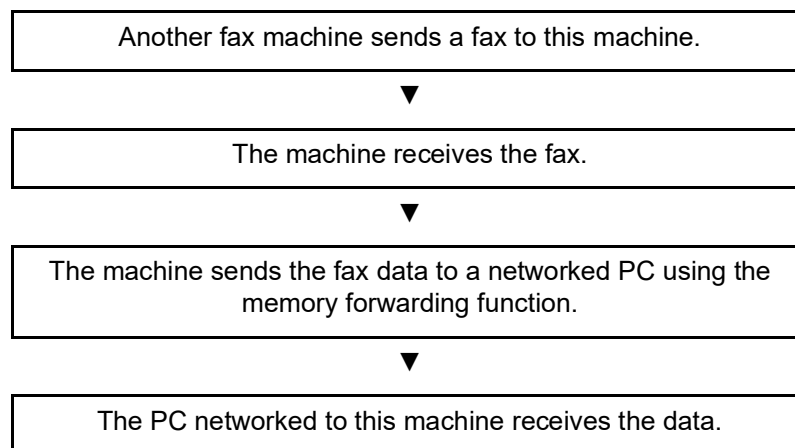 Another fax machine sends a fax to this machine.
The machine receives the fax.
The machine sends the fax data to a networked PC using the
memory forwarding function.
The PC networked to this machine receives the data.